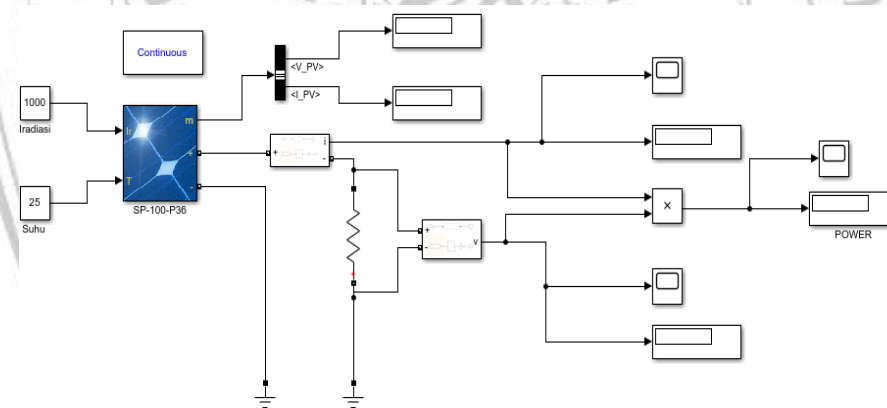 Continuous
<V_PV>
<I_PV>
1000
Iradiasi
Ir
m
+
T
-
25
Suhu
SP-100-P36
+
i
-
+
-
v
×
POWER